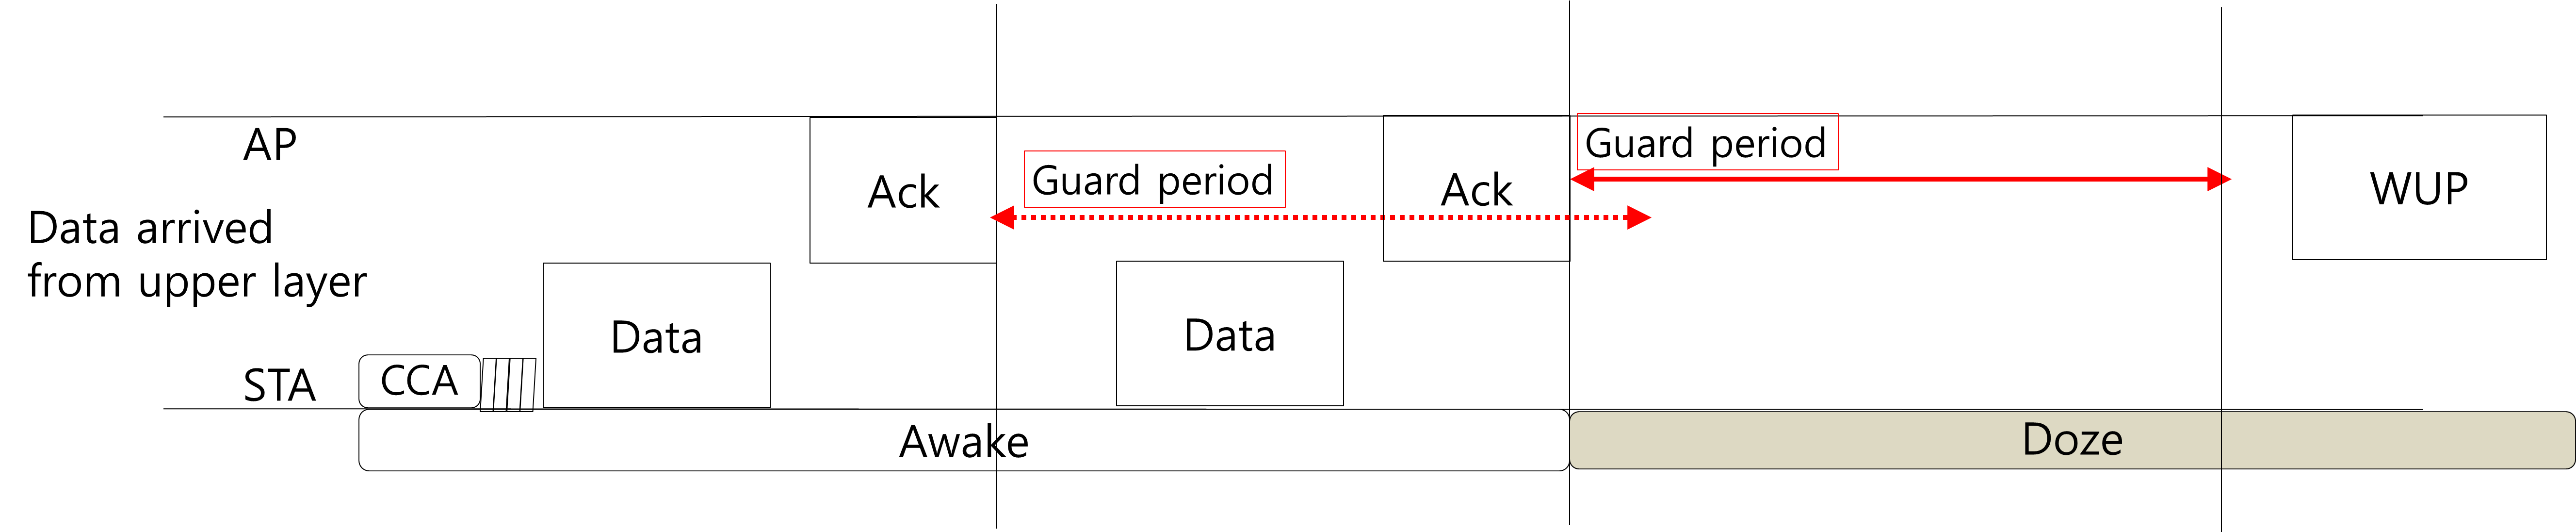 AP
Ack
Guard period
Ack
Guard period
WUP
Data arrived
from upper layer
Data
Data
STA
CCA
Awake
Doze